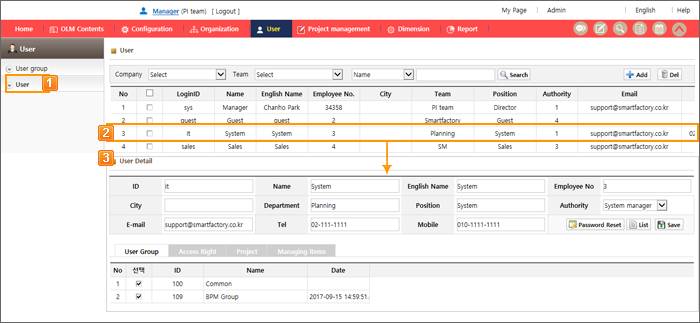 Manager (PI team) [ Logout ]
My Page | Admin English | Help
Home OLM Contents Configuration Organization User Project management Dimension Report
User
User group
User
1
User
Company Select Team Select Name Search Add Del
No LoginID Name English Name Employee No. City Team Position Authority Email
1 sys Manager Chanho Park 34358 PI team Director 1 support@smartfactory.co.kr
2 guest Guest guest 2 Smartfactory Guest 4
2
3 it System System 3 Planning System 1 support@smartfactory.co.kr 02
4 sales Sales Sales 4 SM Sales 3 support@smartfactory.co.kr
3
User Detail
ID it Name System English Name System Employee No 3
City Department Planning Position System Authority System manager
E-mail support@smartfactory.co.kr Tel 02-111-1111 Mobile 010-1111-1111 Password Reset List Save
User Group Access Right Project Managing Items
No 선택 ID Name Date
1 100 Common
2 109 BPM Group 2017-09-15 14:59:51.